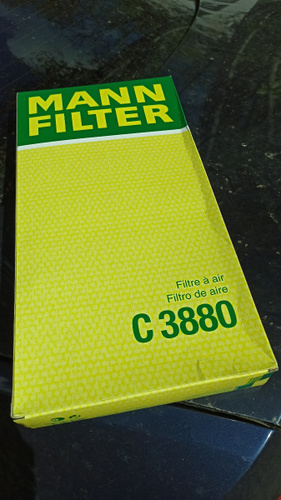 MANN
FILTER
Filtre à air
Filtro de aire
C 3880